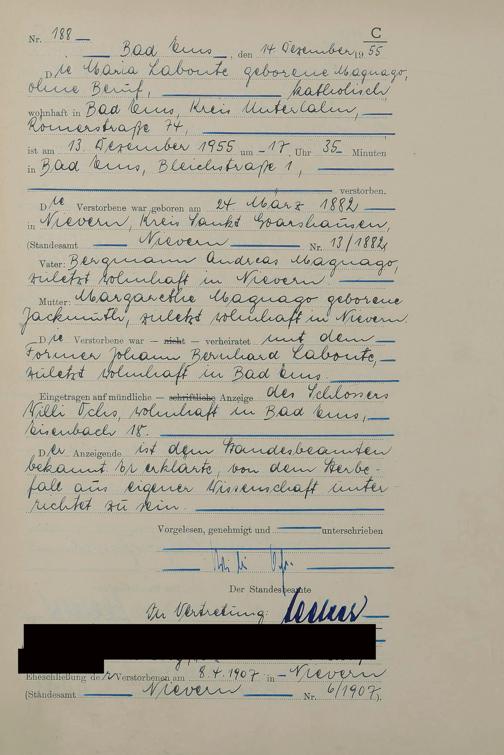 C
Nr. 188
Bad Ems, den 14 Dezember 1955
Die Maria Labonte geborene Magnago,
ohne Beruf, katholisch
wohnhaft in Bad Ems, Kreis Unterlahn,
Römerstraße 74,
ist am 13. Dezember 1955 um 17 Uhr 35 Minuten
in Bad Ems, Bleichstraße 1,
verstorben.
Die Verstorbene war geboren am 24. März 1882
in Nievern, Kreis Sankt Goarshausen,
(Standesamt Nievern Nr. 13/1882)
Vater: Bergmann Andreas Magnago,
zuletzt wohnhaft in Nievern.
Mutter: Margarethe Magnago geborene
Jackmuth, zuletzt wohnhaft in Nievern.
Die Verstorbene war – nicht – verheiratet mit dem
Former Johann Bernhard Labonte,
zuletzt wohnhaft in Bad Ems.
Eingetragen auf mündliche – schriftliche Anzeige des Schlossers
Willi Ochs, wohnhaft in Bad Ems,
Eisenbach 18.
Der Anzeigende ist dem Standesbeamten
bekannt. Er erklärte, von dem Sterbe-
falle aus eigener Wissenschaft unter-
richtet zu sein.
Vorgelesen, genehmigt und unterschrieben
Der Standesbeamte
In Vertretung:
Eheschließung der Verstorbenen am 8.4.1907 in Nievern
(Standesamt Nievern Nr. 6/1907).